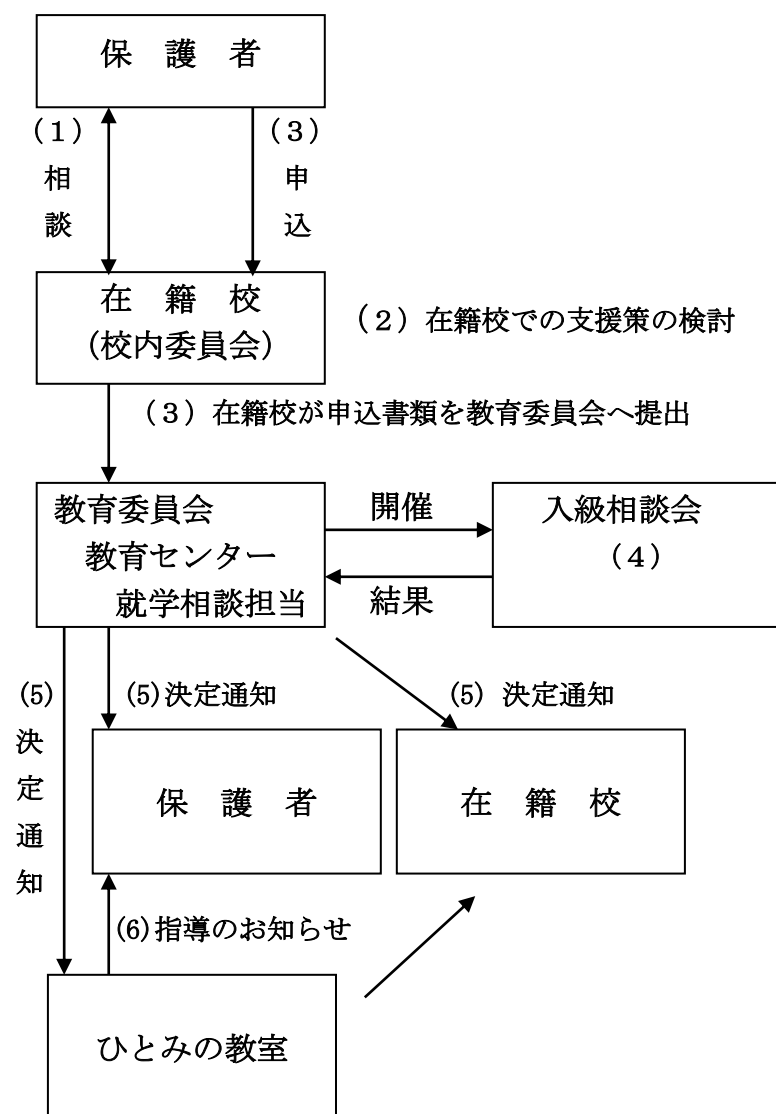 保　護　者
（１）
相
談
（３）
申
込
在　籍　校
（校内委員会）
（２）在籍校での支援策の検討
（３）在籍校が申込書類を教育委員会へ提出
教育委員会
教育センター
就学相談担当
開催
結果
入級相談会
（４）
(5)
決
定
通
知
(5)決定通知
(5) 決定通知
保　護　者
在　籍　校
(6)指導のお知らせ
ひとみの教室